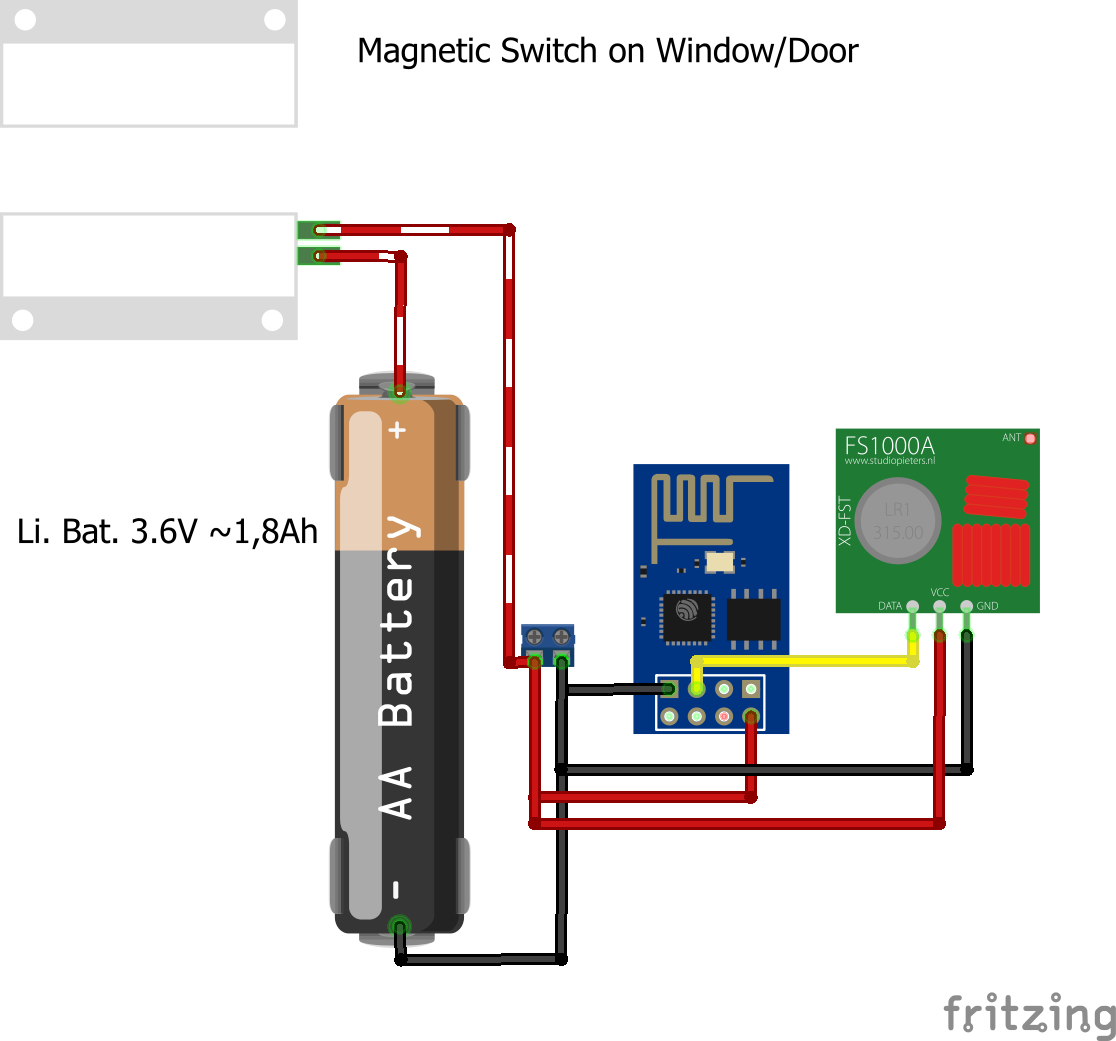 Magnetic Switch on Window/Door
+
Li. Bat. 3.6V ~1,8Ah
AA Battery
-
FS1000A
ANT
www.studiopieters.nl
XD-FST
LR1
315.00
DATA
VCC
GND
fritzing